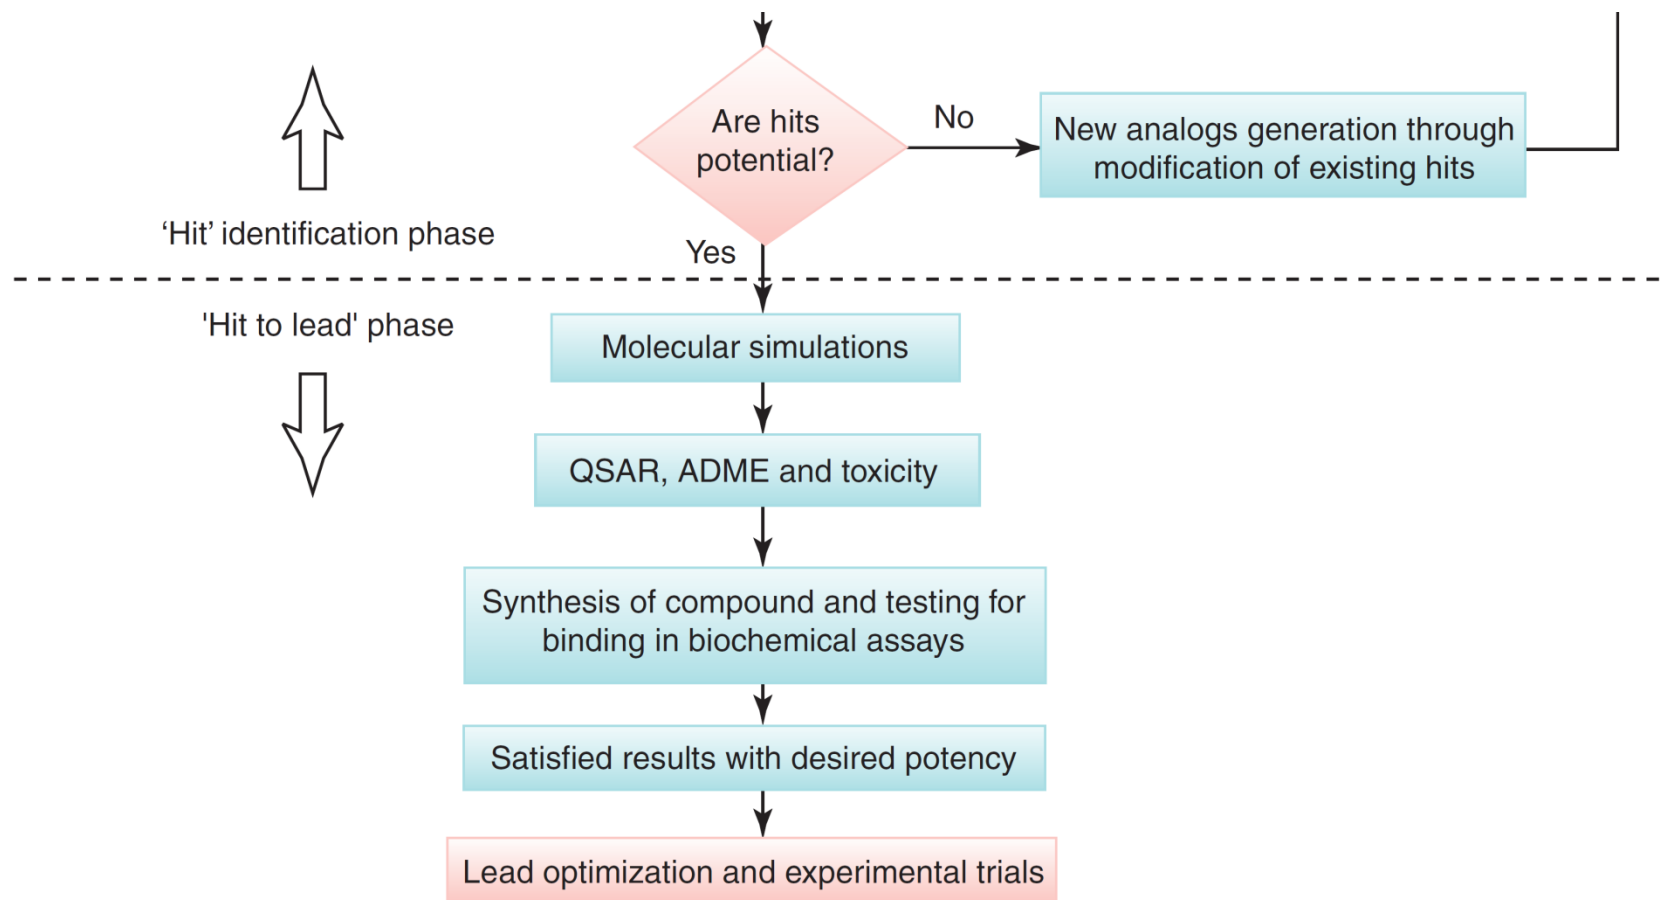 Are hits
potential?
No
New analogs generation through
modification of existing hits
‘Hit’ identification phase
Yes
'Hit to lead' phase
Molecular simulations
QSAR, ADME and toxicity
Synthesis of compound and testing for
binding in biochemical assays
Satisfied results with desired potency
Lead optimization and experimental trials